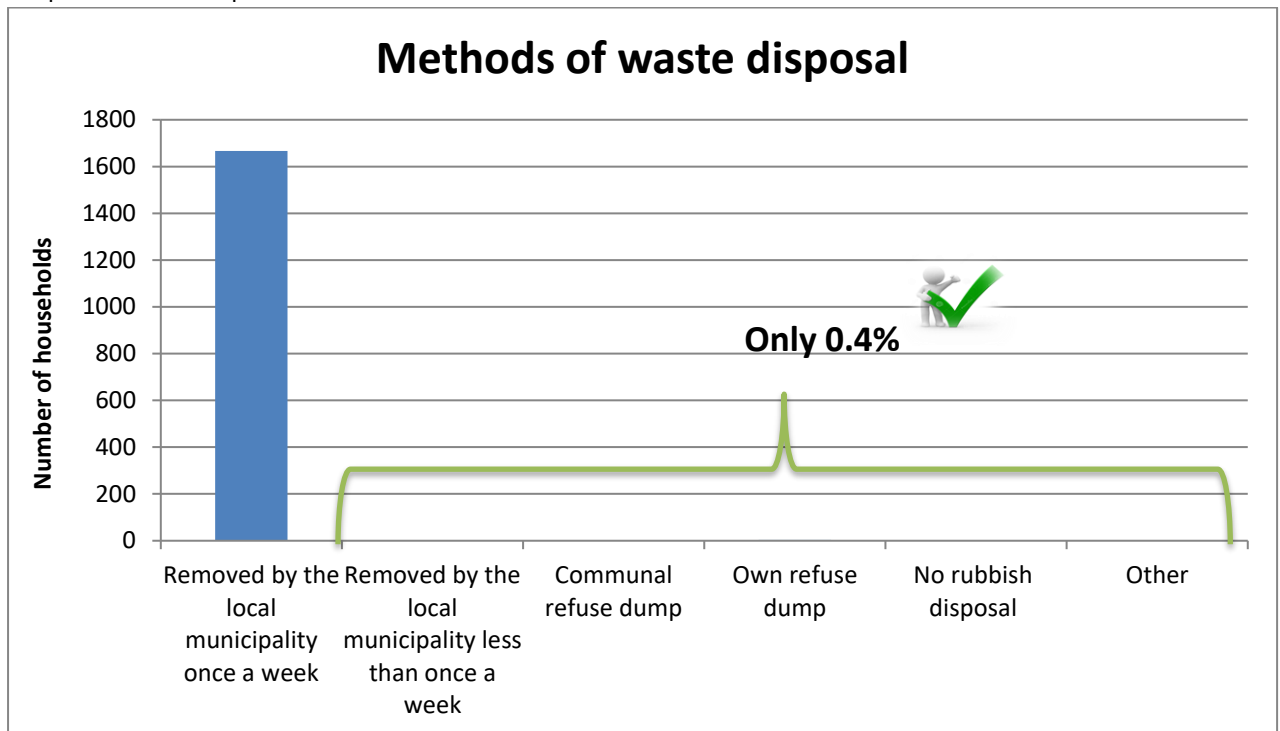 Methods of waste disposal
1800
1600
1400
1200
1000
800
600
400
200
0
Number of households
Only 0.4%
Removed by the
local
municipality
once a week
Removed by the
local
municipality less
than once a
week
Communal
refuse dump
Own refuse
dump
No rubbish
disposal
Other